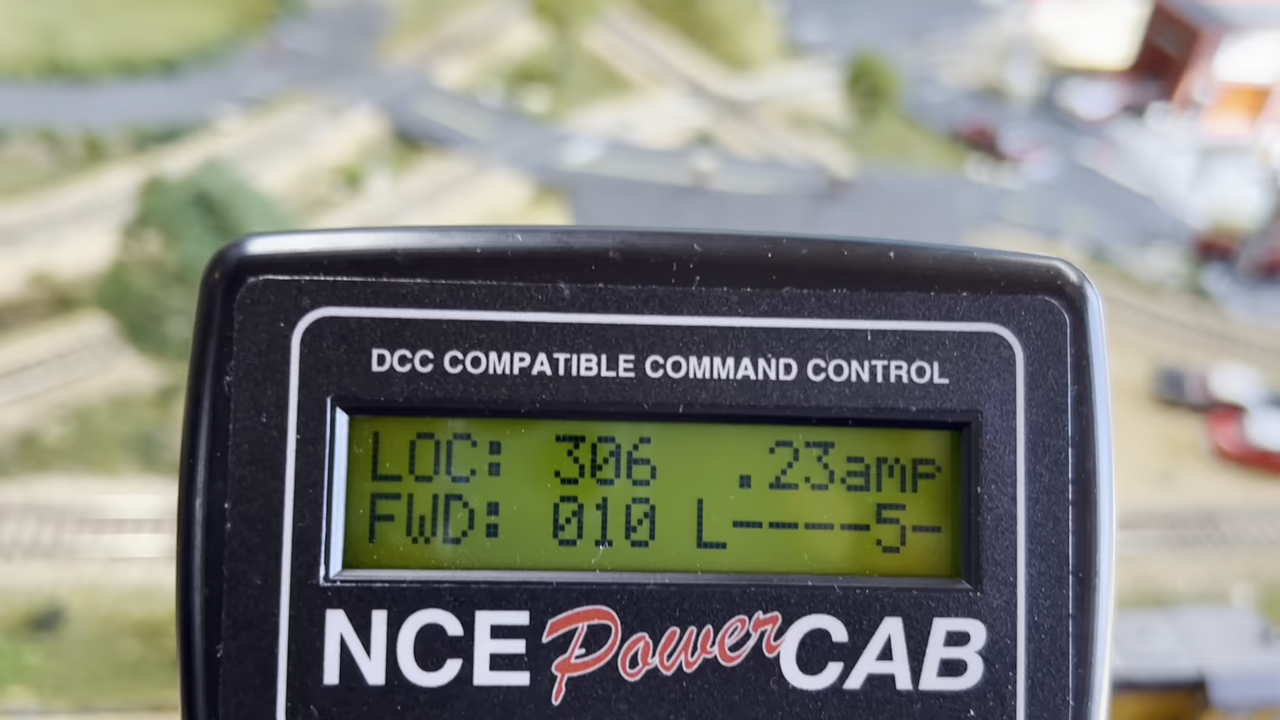 DCC COMPATIBLE COMMAND CONTROL
LOC: 306 .23amp
FWD: 010 L-----5-
NCE Power CAB